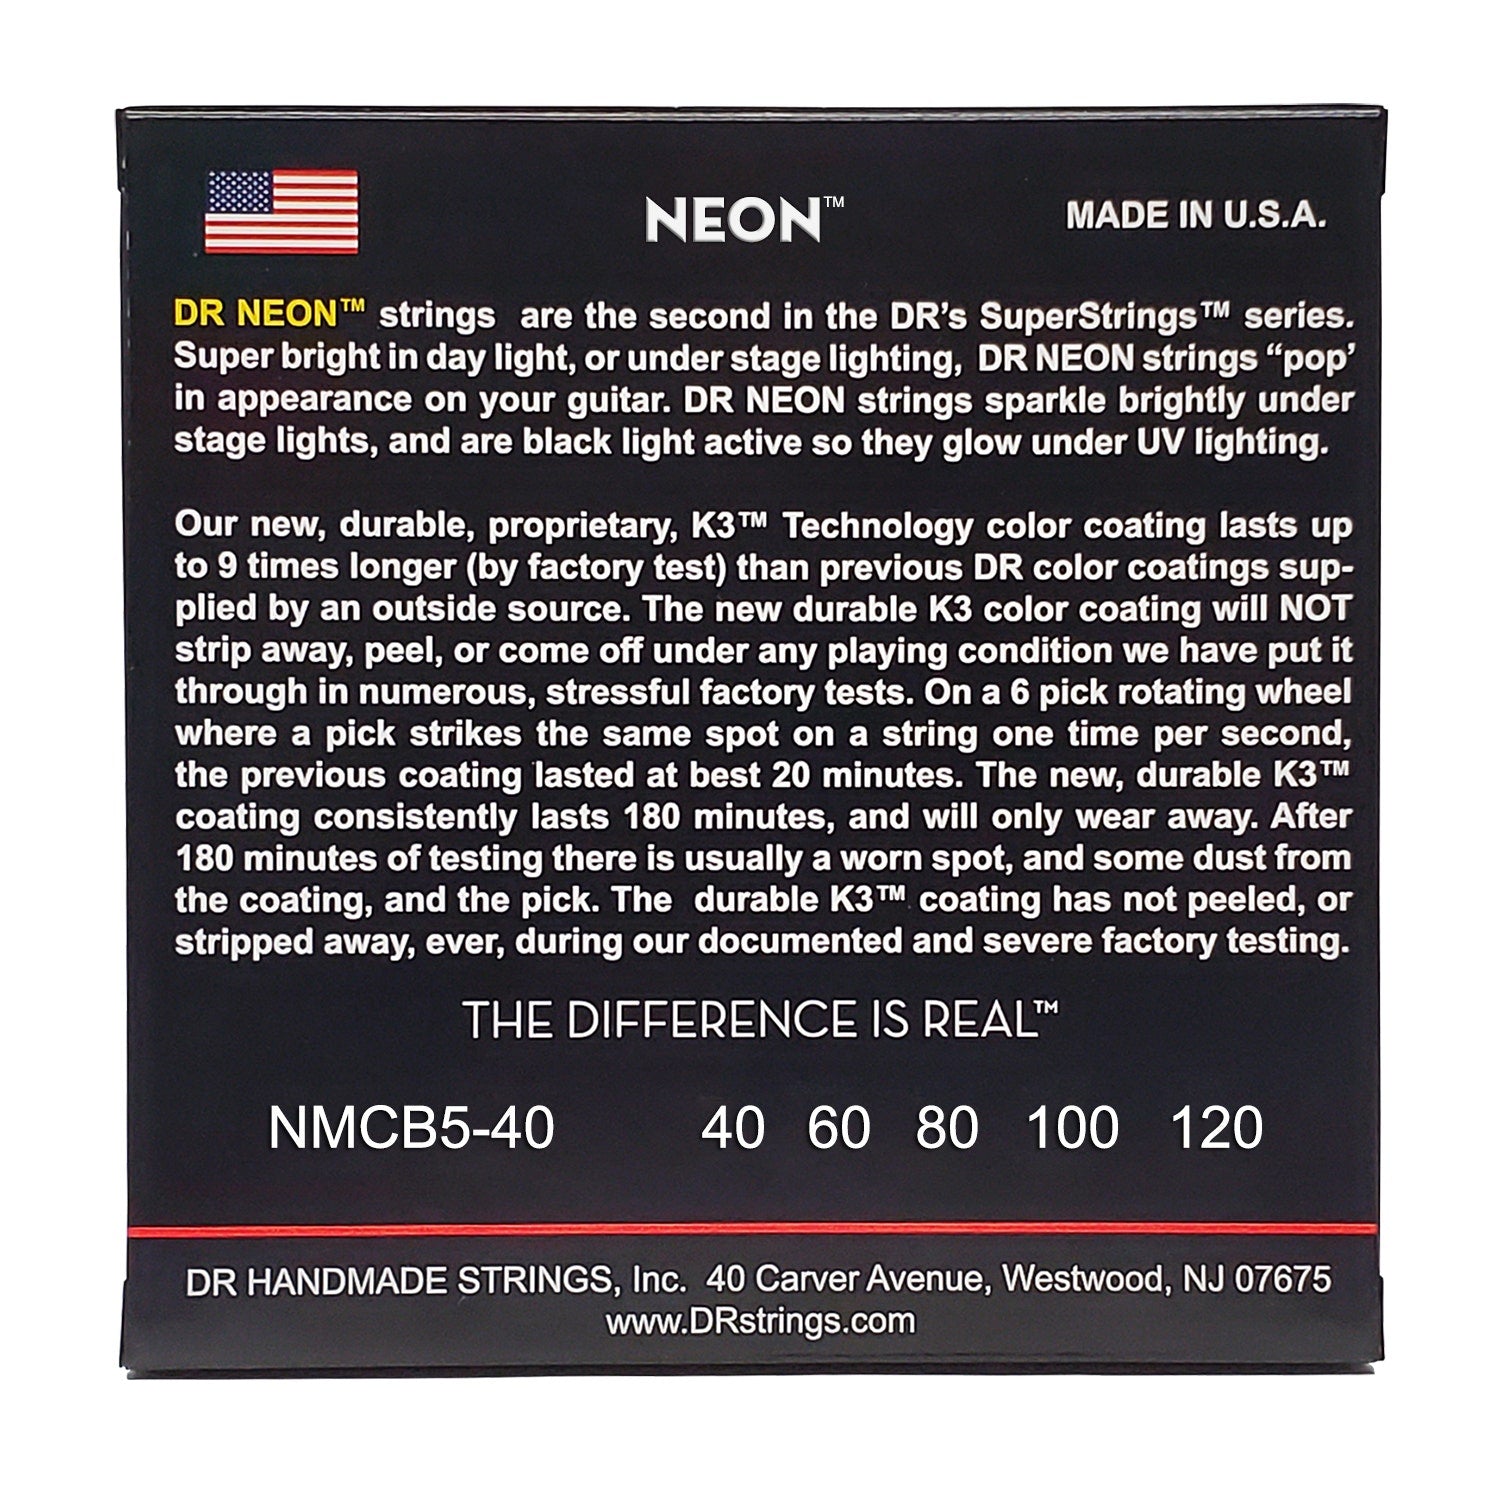 NEON™
MADE IN U.S.A.
DR NEON™ strings are the second in the DR's SuperStrings™ series.
Super bright in day light, or under stage lighting, DR NEON strings “pop’
in appearance on your guitar. DR NEON strings sparkle brightly under
stage lights, and are black light active so they glow under UV lighting.
Our new, durable, proprietary, K3™ Technology color coating lasts up
to 9 times longer (by factory test) than previous DR color coatings sup-
plied by an outside source. The new durable K3 color coating will NOT
strip away, peel, or come off under any playing condition we have put it
through in numerous, stressful factory tests. On a 6 pick rotating wheel
where a pick strikes the same spot on a string one time per second,
the previous coating lasted at best 20 minutes. The new, durable K3™
coating consistently lasts 180 minutes, and will only wear away. After
180 minutes of testing there is usually a worn spot, and some dust from
the coating, and the pick. The durable K3™ coating has not peeled, or
stripped away, ever, during our documented and severe factory testing.
THE DIFFERENCE IS REAL™
NMCB5-40 40 60 80 100 120
DR HANDMADE STRINGS, Inc. 40 Carver Avenue, Westwood, NJ 07675
www.DRstrings.com